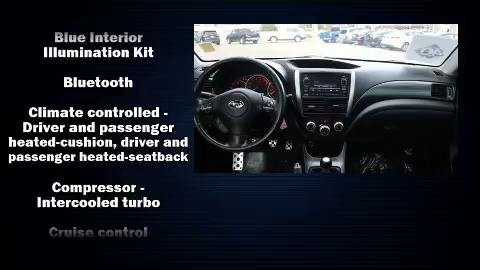 Blue Interior
Illumination Kit
Bluetooth
Climate controlled -
Driver and passenger
heated-cushion, driver and
passenger heated-seatback
Compressor -
Intercooled turbo
Cruise control